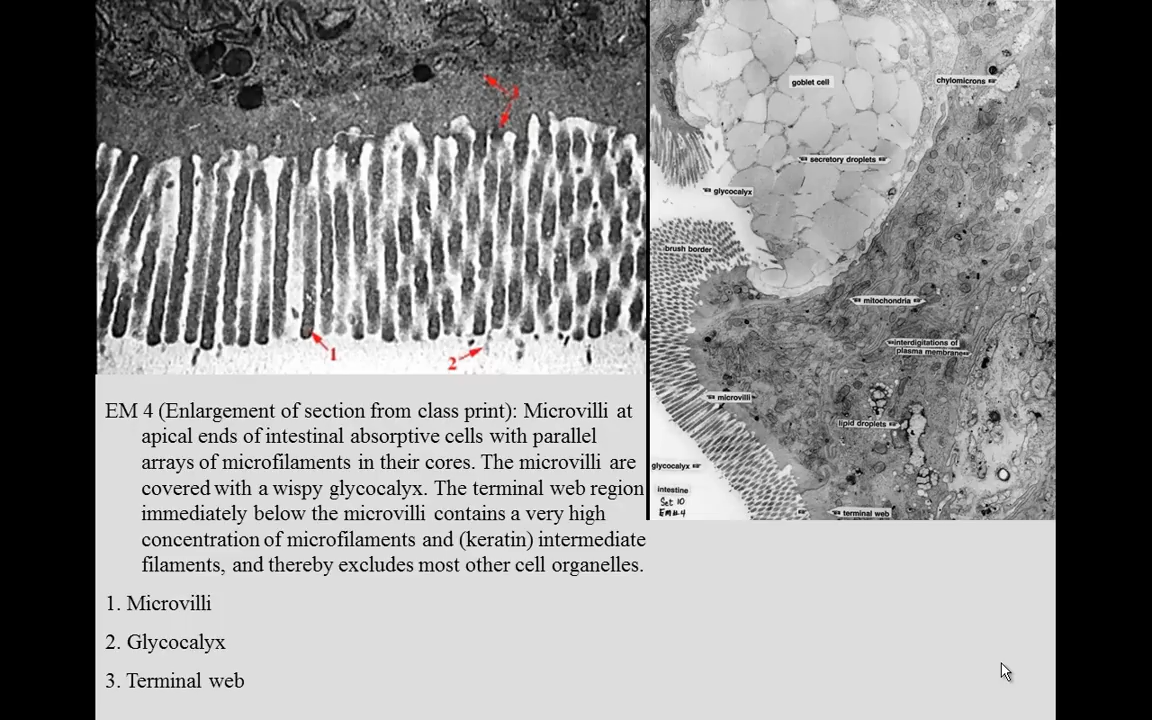 3
1
2
EM 4 (Enlargement of section from class print): Microvilli at
apical ends of intestinal absorptive cells with parallel
arrays of microfilaments in their cores. The microvilli are
covered with a wispy glycocalyx. The terminal web region
immediately below the microvilli contains a very high
concentration of microfilaments and (keratin) intermediate
filaments, and thereby excludes most other cell organelles.
1. Microvilli
2. Glycocalyx
3. Terminal web
goblet cell
chylomicrons
secretory droplets
glycocalyx
brush border
mitochondria
interdigitations of
plasma membrane
microvilli
lipid droplets
glycocalyx
intestine
Set 10
EM #4
terminal web